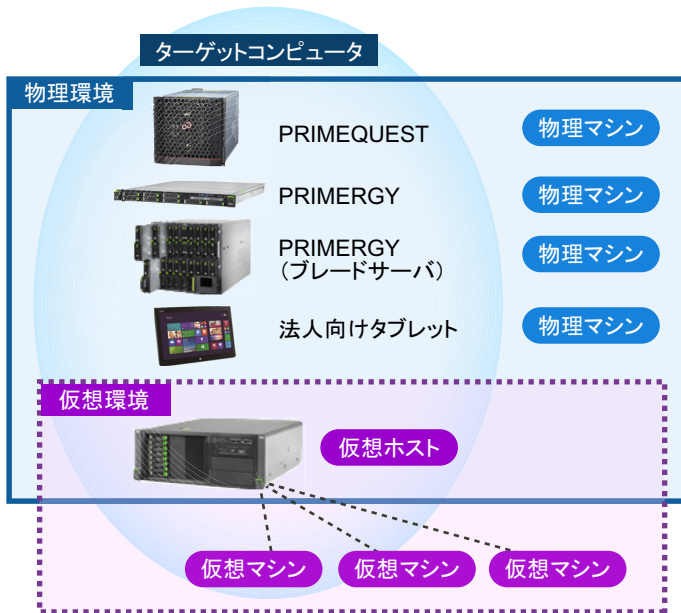 ターゲットコンピュータ
物理環境
PRIMEQUEST
物理マシン
PRIMERGY
物理マシン
PRIMERGY
（ブレードサーバ）
物理マシン
法人向けタブレット
物理マシン
仮想環境
仮想ホスト
仮想マシン
仮想マシン
仮想マシン